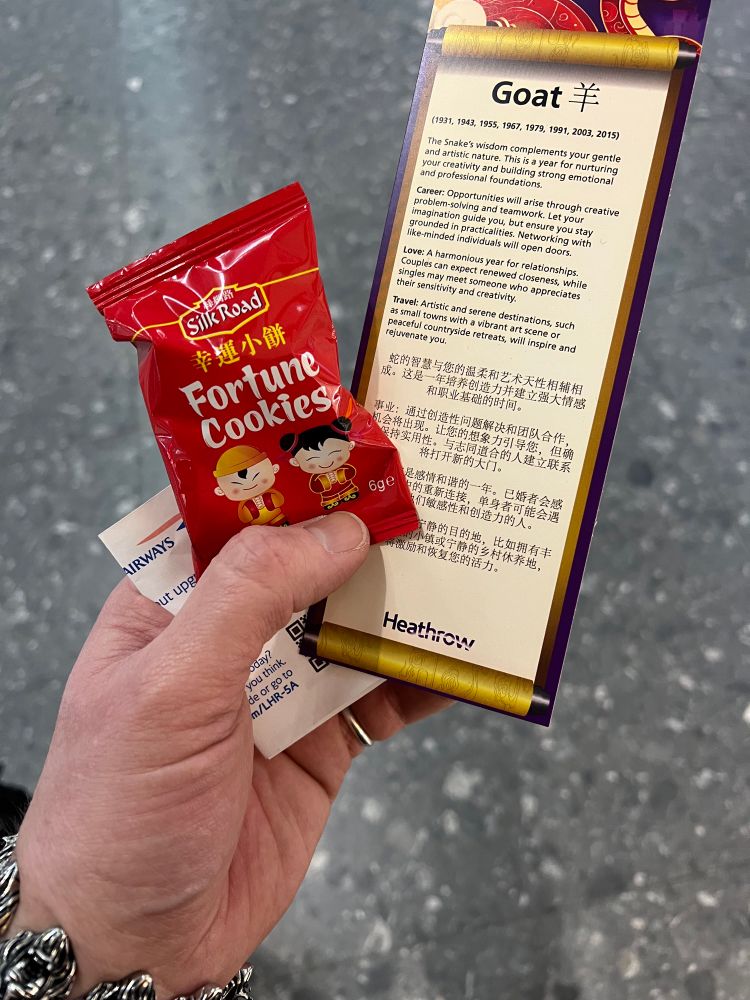 Goat 羊
(1931, 1943, 1955, 1967, 1979, 1991, 2003, 2015)
The Snake's wisdom complements your gentle
and artistic nature. This is a year for nurturing
your creativity and building strong emotional
and professional foundations.
Career: Opportunities will arise through creative
problem-solving and teamwork. Let your
imagination guide you, but ensure you stay
grounded in practicalities. Networking with
like-minded individuals will open doors.
Love: A harmonious year for relationships.
Couples can expect renewed closeness, while
singles may meet someone who appreciates
their sensitivity and creativity.
Travel: Artistic and serene destinations, such
as small towns with a vibrant art scene or
peaceful countryside retreats, will inspire and
rejuvenate you.
蛇的智慧与您的温柔和艺术天性相辅相
成。这是一年培养创造力并建立强大情感
和职业基础的时间。
事业：通过创造性问题解决和团队合作，
机会将出现。让您的想象力引导您，但确
保持实用性。与志同道合的人建立联系
将打开新的大门。
是感情和谐的一年。已婚者会感
中的重新连接，单身者可能会遇
们敏感性和创造力的人。
宁静的目的地，比如拥有丰
的小镇或宁静的乡村休养地，
将激励和恢复您的活力。
Heathrow
Silk Road
幸運小餅
Fortune
Cookies
6g e
AIRWAYS
out upg
oday?
you think.
de or go to
m/LHR-5A